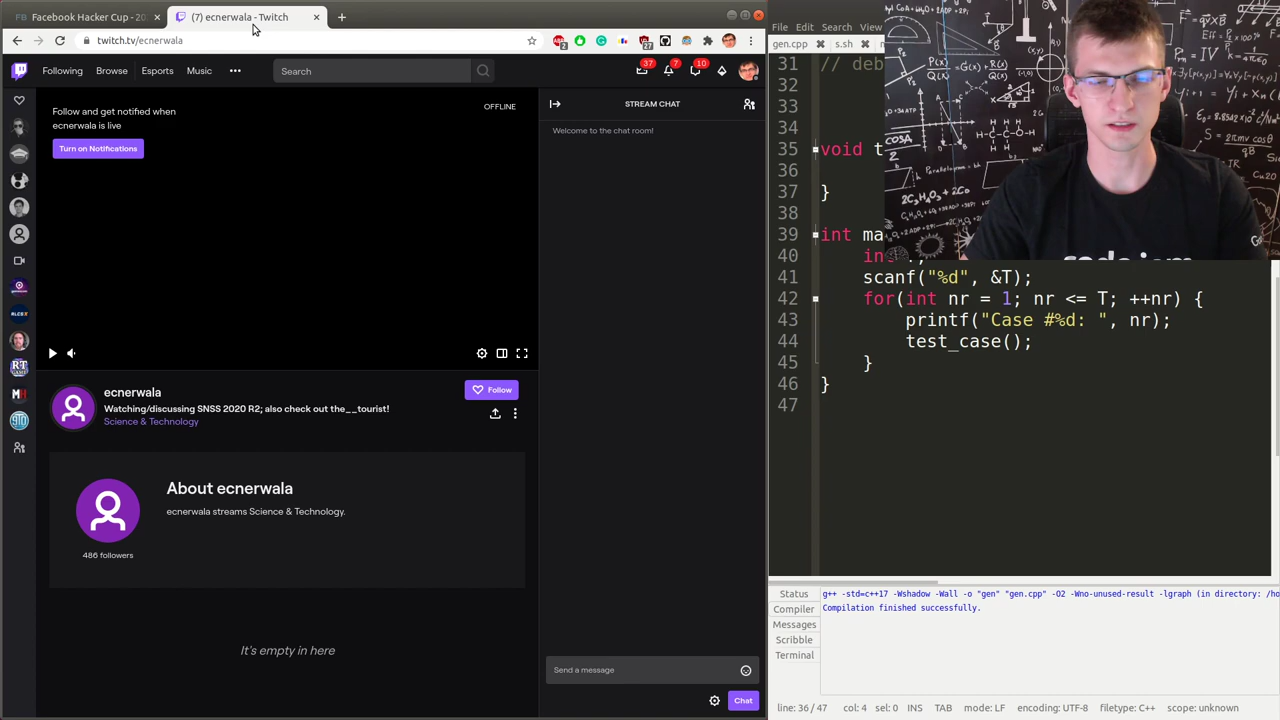 Facebook Hacker Cup - 202
(7) ecnerwala - Twitch
twitch.tv/ecnerwala
2
27
Following
Browse
Esports
Music
Search
37
7
10
Follow and get notified when
ecnerwala is live
Turn on Notifications
OFFLINE
STREAM CHAT
Welcome to the chat room!
ecnerwala
Follow
Watching/discussing SNSS 2020 R2; also check out the__tourist!
Science & Technology
About ecnerwala
ecnerwala streams Science & Technology.
486 followers
It's empty in here
Send a message
Chat
File Edit Search
gen.cpp
s.sh
31 // deb
32
33
34
35 void t
36
37 }
38
39 int ma
40 int
41 scanf("%d", &T);
42 for(int nr = 1; nr <= T; ++nr) {
43 printf("Case #%d: ", nr);
44 test_case();
45 }
46 }
47
Status
Compiler
Messages
Scribble
Terminal
g++ -std=c++17 -Wshadow -Wall -o "gen" "gen.cpp" -O2 -Wno-unused-result -lgraph (in directory: /ho
Compilation finished successfully.
line: 36 / 47 col: 4 sel: 0 INS TAB mode: LF encoding: UTF-8 filetype: C++ scope: unknown